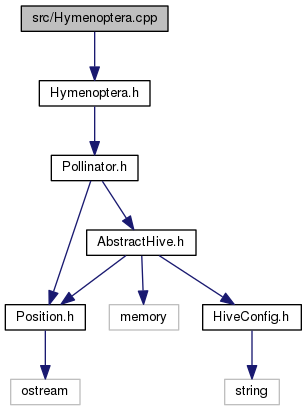 src/Hymenoptera.cpp
Hymenoptera.h
Pollinator.h
AbstractHive.h
Position.h
memory
HiveConfig.h
ostream
string